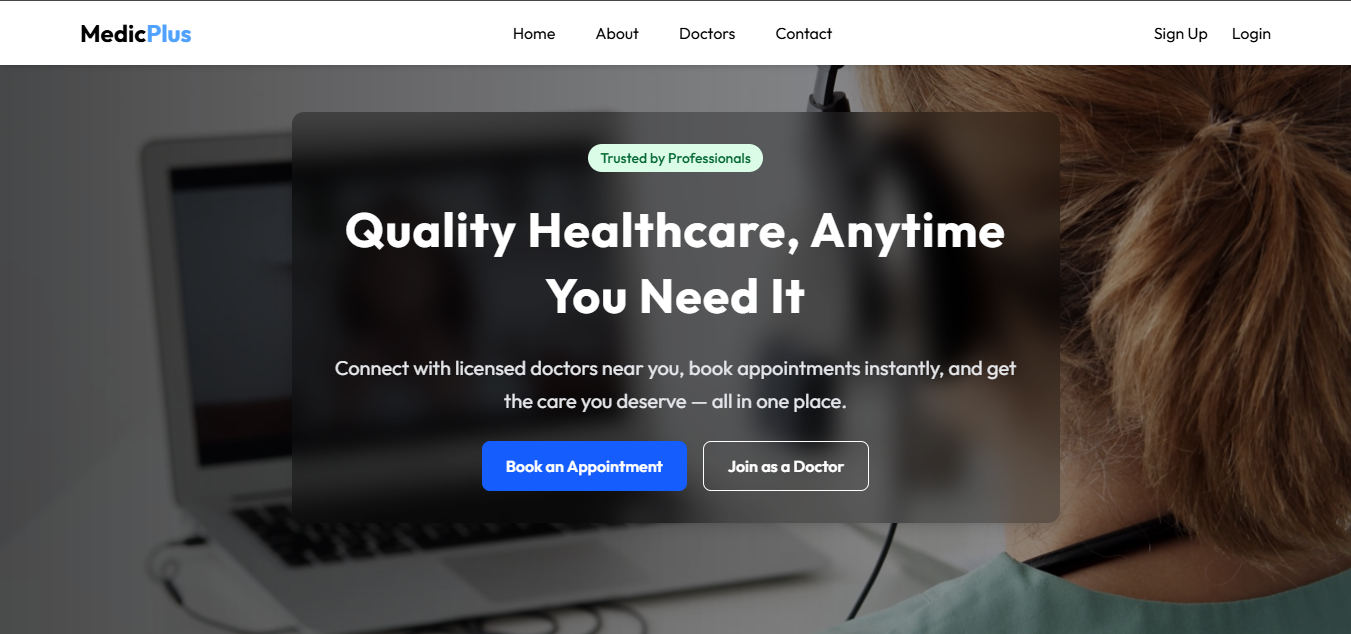 MedicPlus
Home About Doctors Contact
Sign Up Login
Trusted by Professionals
Quality Healthcare, Anytime
You Need It
Connect with licensed doctors near you, book appointments instantly, and get
the care you deserve — all in one place.
Book an Appointment
Join as a Doctor